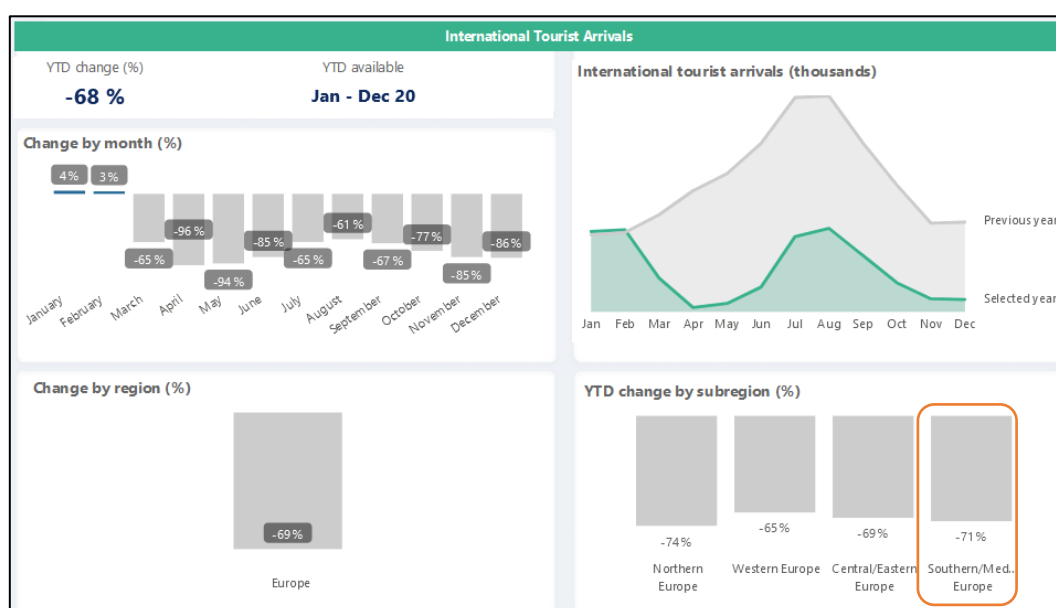 International Tourist Arrivals
YTD change (%)
YTD available
-68 %
Jan - Dec 20
Change by month (%)
4%
3%
-65 %
-96 %
-94 %
-85 %
-65 %
-61 %
-67 %
-77 %
-85%
-86%
January
February
March
April
May
June
July
August
September
October
November
December
International tourist arrivals (thousands)
Previous year
Selected year
Jan Feb Mar Apr May Jun Jul Aug Sep Oct Nov Dec
Change by region (%)
-69%
Europe
YTD change by subregion (%)
-74%
-65%
-69%
-71%
Northern
Europe
Western Europe
Central/Eastern
Europe
Southern/Med..
Europe